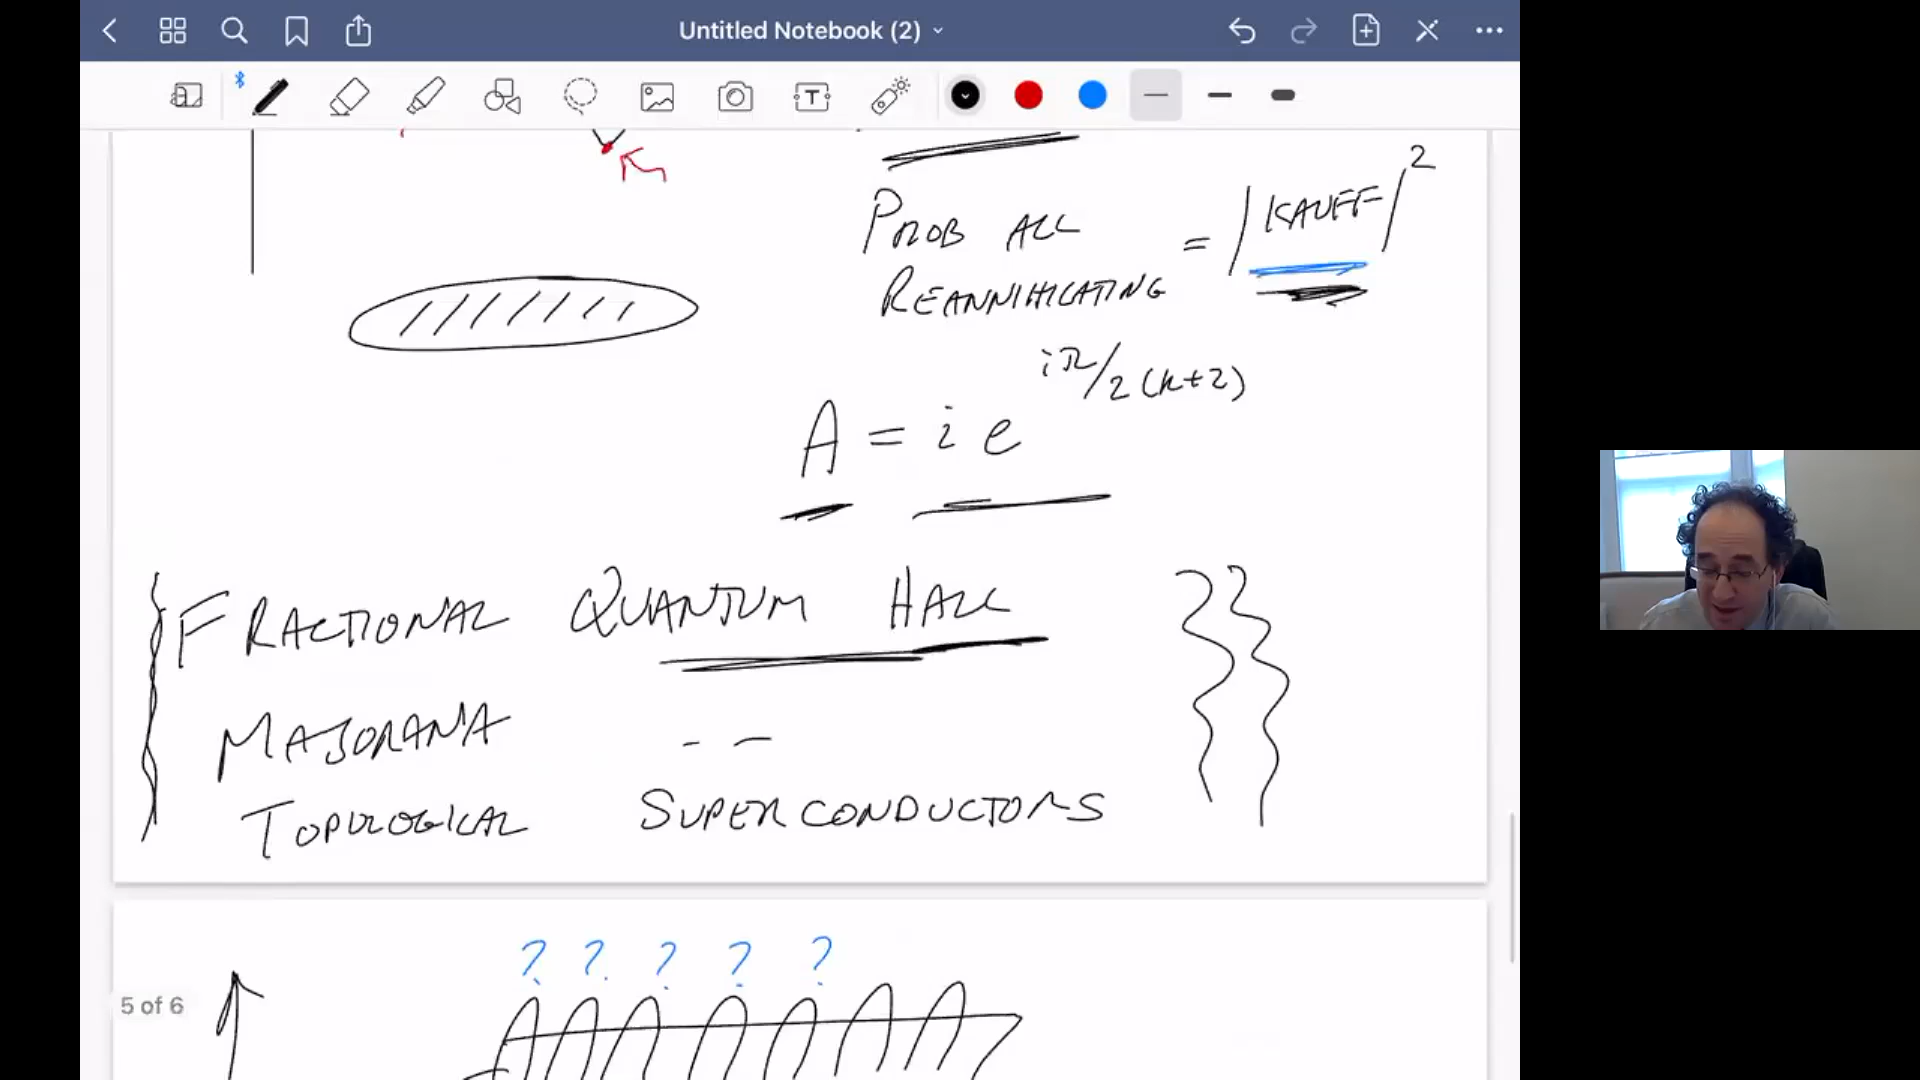 Untitled Notebook (2)
T
PROB ALL = |KAUFF|²
REANNIHILATING
A = i e^{iπ/2(k+2)}
FRACTIONAL QUANTUM HALL
MAJORANA - -
TOPOLOGICAL SUPERCONDUCTORS
? ? ? ? ?
5 of 6